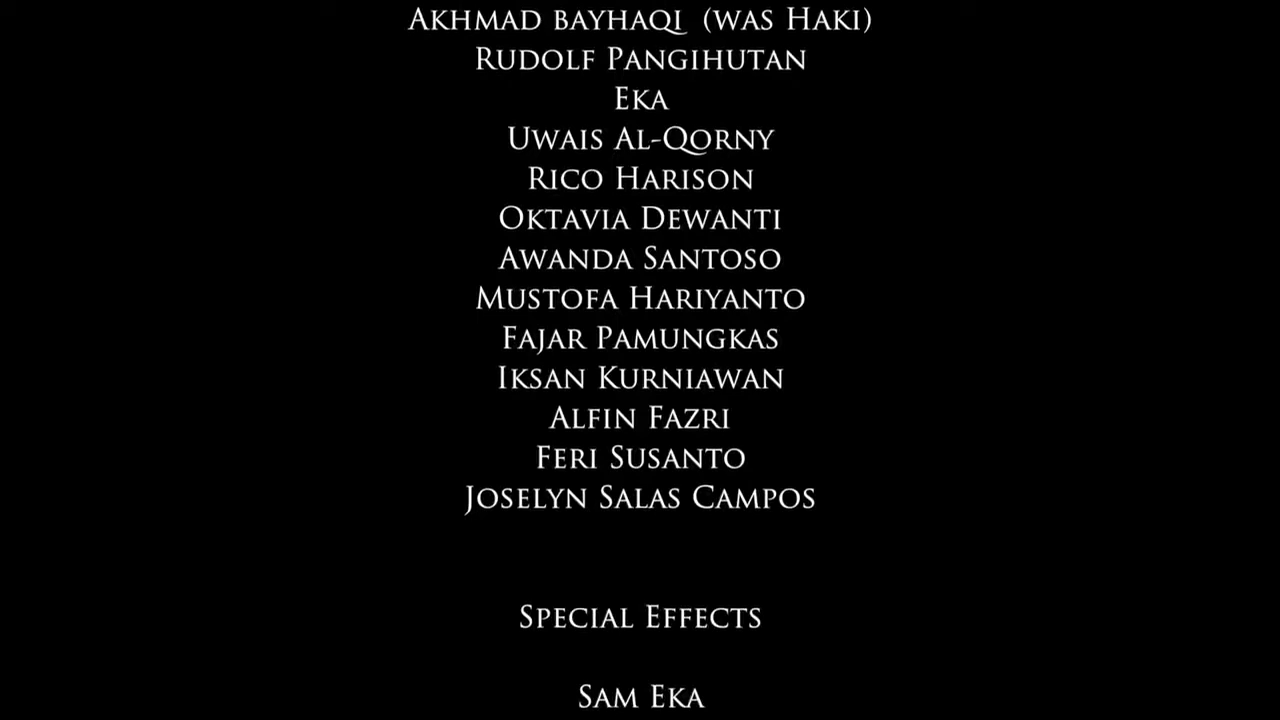 Akhmad bayhaqi (was Haki)
Rudolf Pangihutan
Eka
Uwais Al-Qorny
Rico Harison
Oktavia Dewanti
Awanda Santoso
Mustofa Hariyanto
Fajar Pamungkas
Iksan Kurniawan
Alfin Fazri
Feri Susanto
Joselyn Salas Campos
Special Effects
Sam Eka